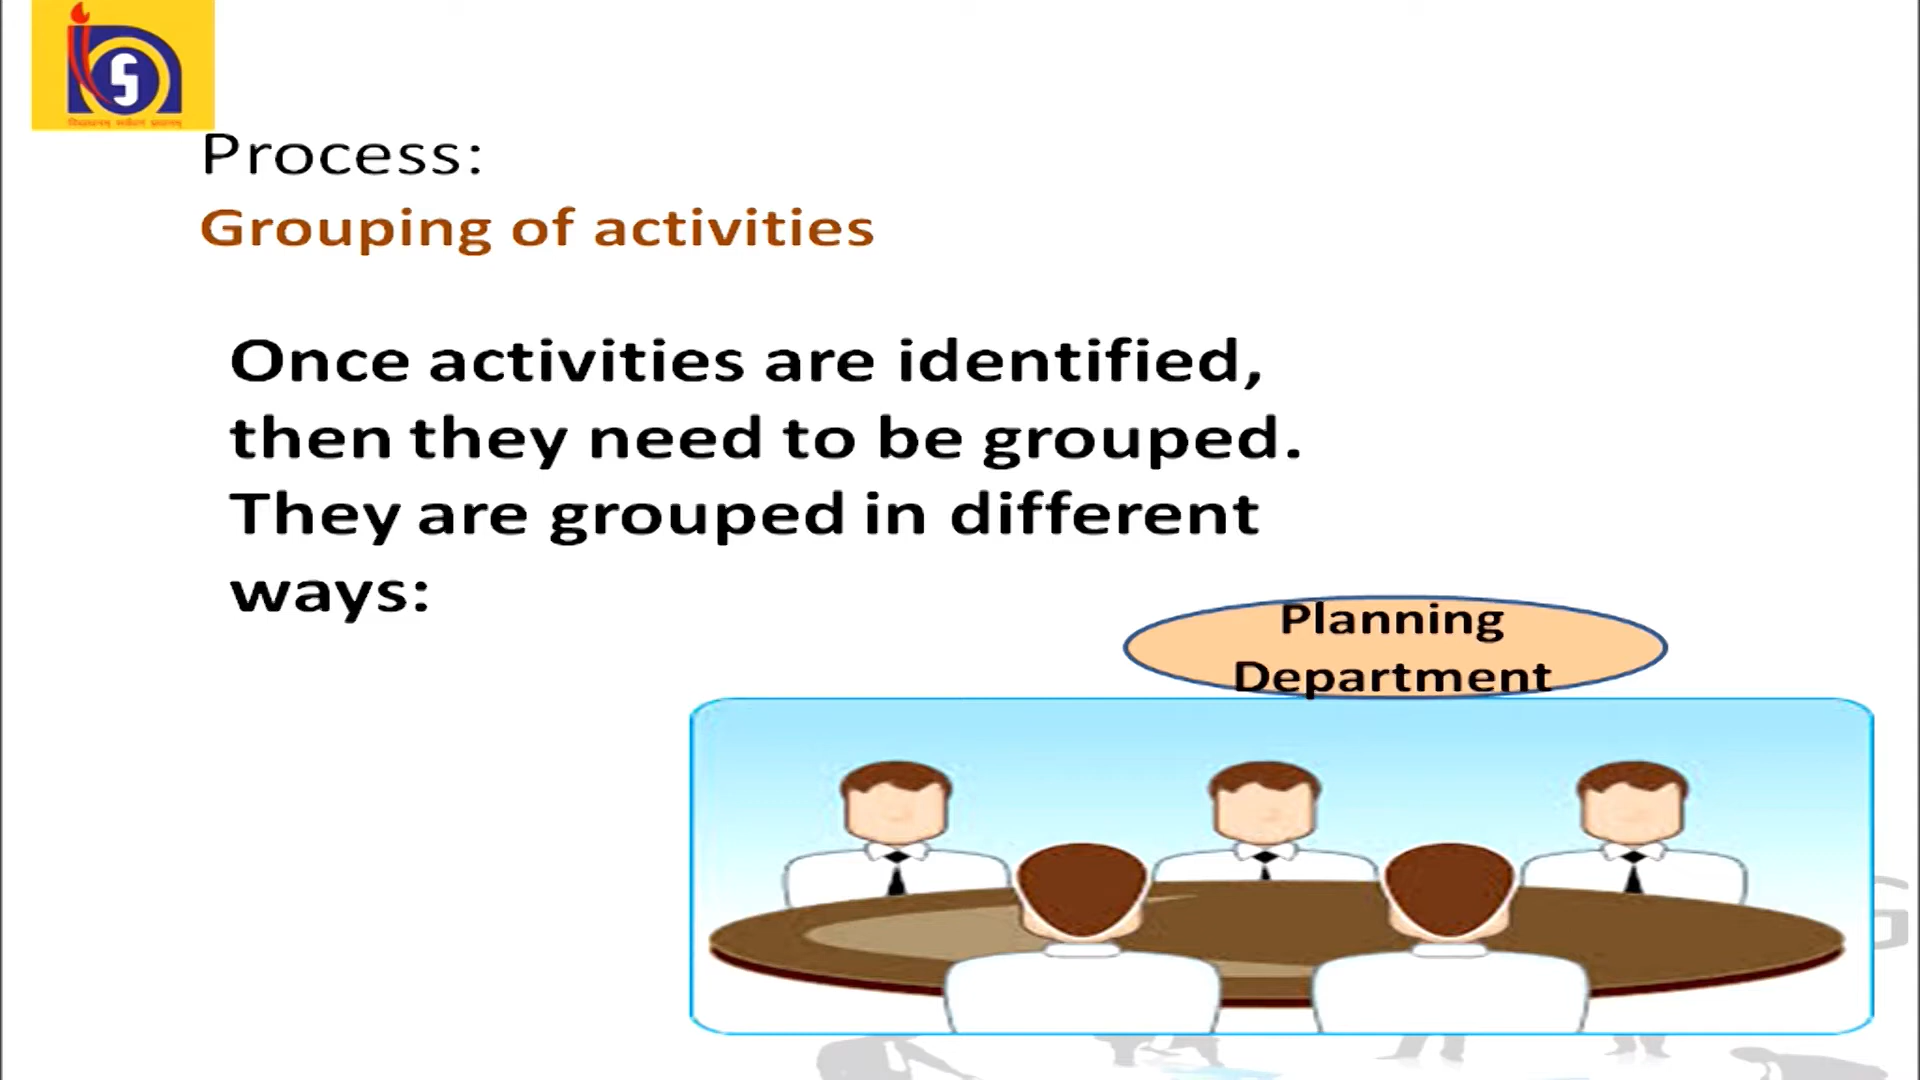 Process:
Grouping of activities
Once activities are identified,
then they need to be grouped.
They are grouped in different
ways:
Planning
Department
G